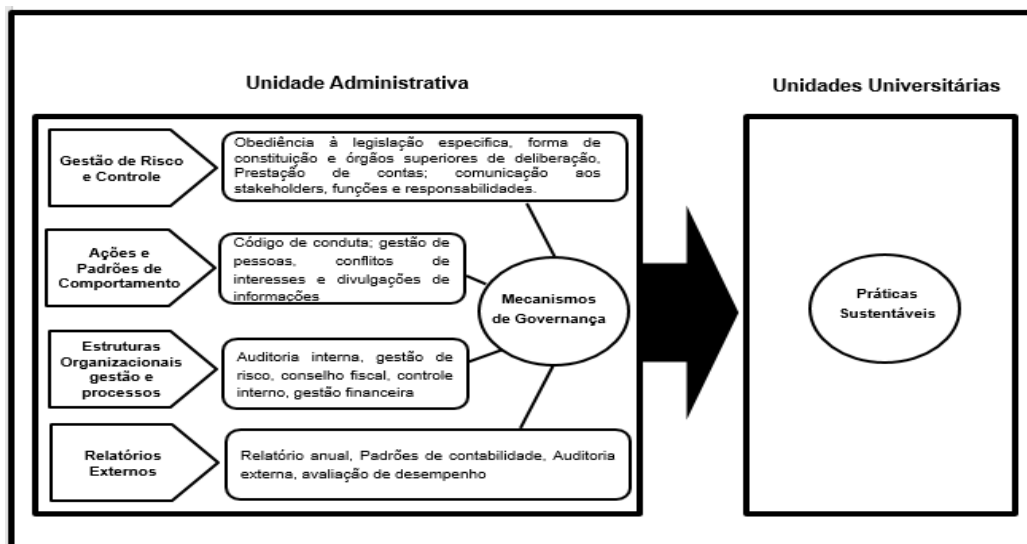 Unidade Administrativa
Unidades Universitárias
Gestão de Risco
e Controle
Obediência à legislação especifica, forma de
constituição e órgãos superiores de deliberação,
Prestação de contas; comunicação aos
stakeholders, funções e responsabilidades.
Ações e
Padrões de
Comportamento
Código de conduta; gestão de
pessoas, conflitos de
interesses e divulgações de
informações
Mecanismos
de Governança
Práticas
Sustentáveis
Estruturas
Organizacionais
gestão e
processos
Auditoria interna, gestão de
risco, conselho fiscal, controle
interno, gestão financeira
Relatórios
Externos
Relatório anual, Padrões de contabilidade, Auditoria
externa, avaliação de desempenho